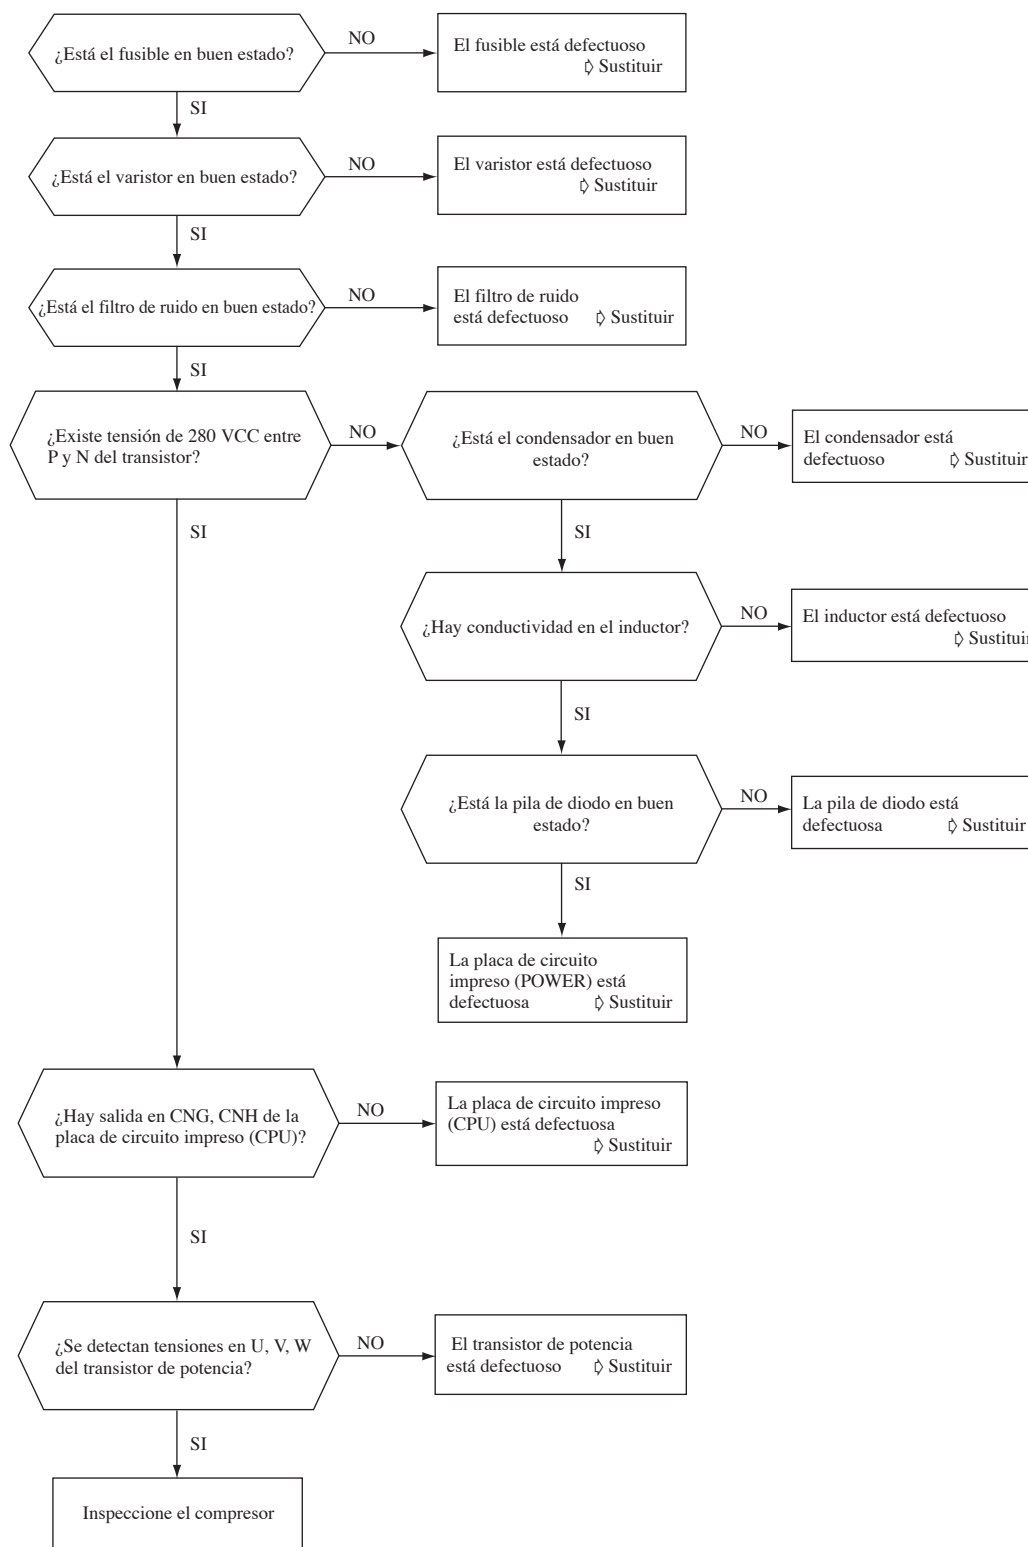 ¿Está el fusible en buen estado?
NO
El fusible está defectuoso
⇨ Sustituir
SI
¿Está el varistor en buen estado?
NO
El varistor está defectuoso
⇨ Sustituir
SI
¿Está el filtro de ruido en buen estado?
NO
El filtro de ruido
está defectuoso ⇨ Sustituir
SI
¿Existe tensión de 280 VCC entre
P y N del transistor?
NO
¿Está el condensador en buen
estado?
NO
El condensador está
defectuoso ⇨ Sustituir
SI
SI
¿Hay conductividad en el inductor?
NO
El inductor está defectuoso
⇨ Sustituir
SI
¿Está la pila de diodo en buen
estado?
NO
La pila de diodo está
defectuosa ⇨ Sustituir
SI
La placa de circuito
impreso (POWER) está
defectuosa ⇨ Sustituir
¿Hay salida en CNG, CNH de la
placa de circuito impreso (CPU)?
NO
La placa de circuito impreso
(CPU) está defectuosa
⇨ Sustituir
SI
¿Se detectan tensiones en U, V, W
del transistor de potencia?
NO
El transistor de potencia
está defectuoso ⇨ Sustituir
SI
Inspeccione el compresor